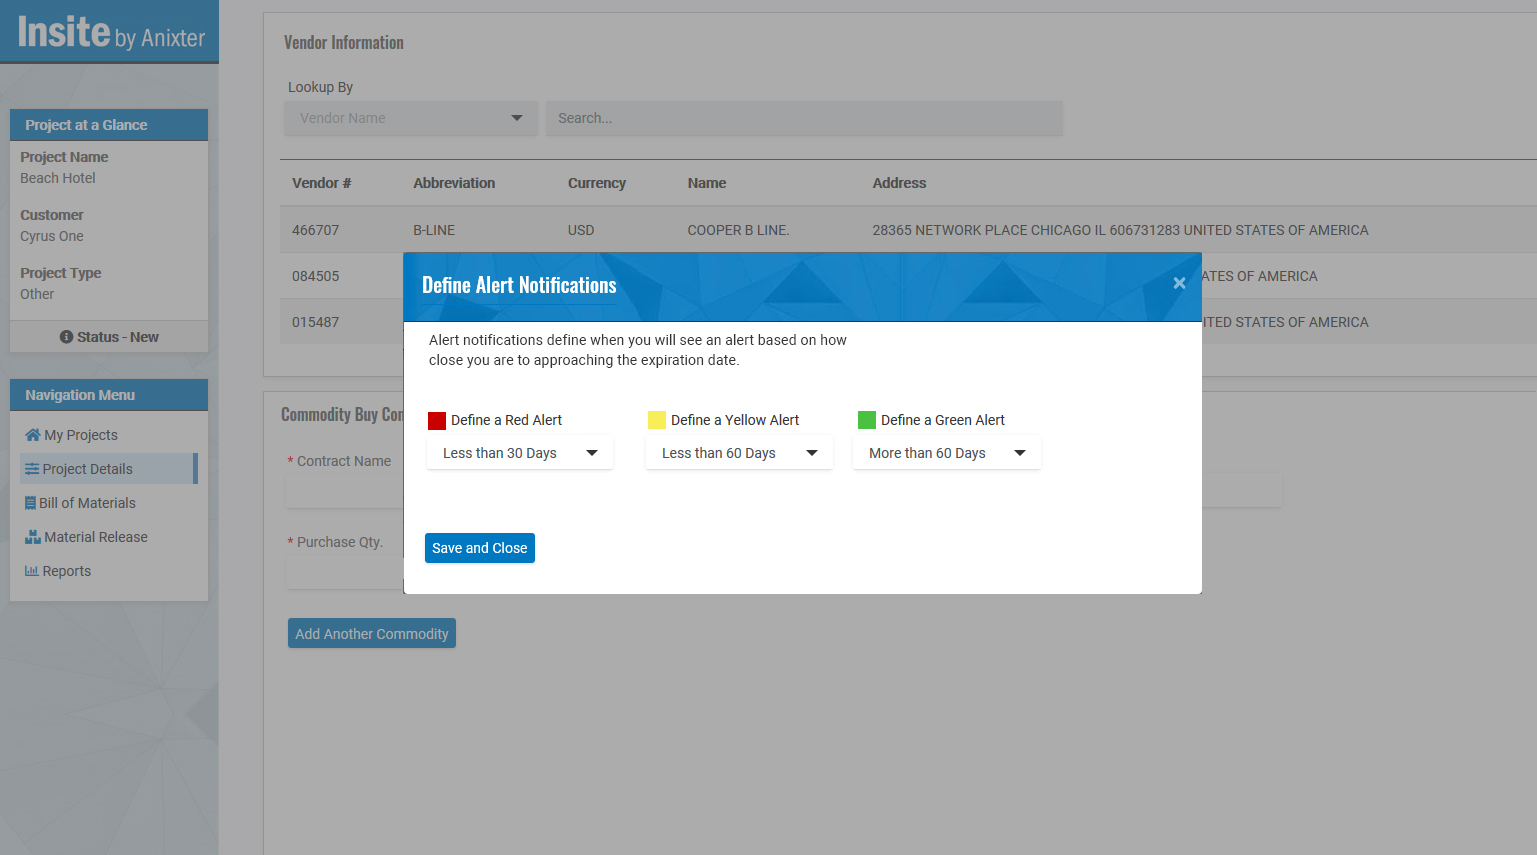 Insite by Anixter
Project at a Glance
Project Name
Beach Hotel
Customer
Cyrus One
Project Type
Other
Status - New
Navigation Menu
My Projects
Project Details
Bill of Materials
Material Release
Reports
Vendor Information
Lookup By
Vendor Name Search...
Vendor # Abbreviation Currency Name Address
466707 B-LINE USD COOPER B LINE. 28365 NETWORK PLACE CHICAGO IL 606731283 UNITED STATES OF AMERICA
084505 ATES OF AMERICA
015487 ITED STATES OF AMERICA
Define Alert Notifications
×
Alert notifications define when you will see an alert based on how
close you are to approaching the expiration date.
Define a Red Alert Define a Yellow Alert Define a Green Alert
Less than 30 Days Less than 60 Days More than 60 Days
Save and Close
Commodity Buy Con
* Contract Name
* Purchase Qty.
Add Another Commodity